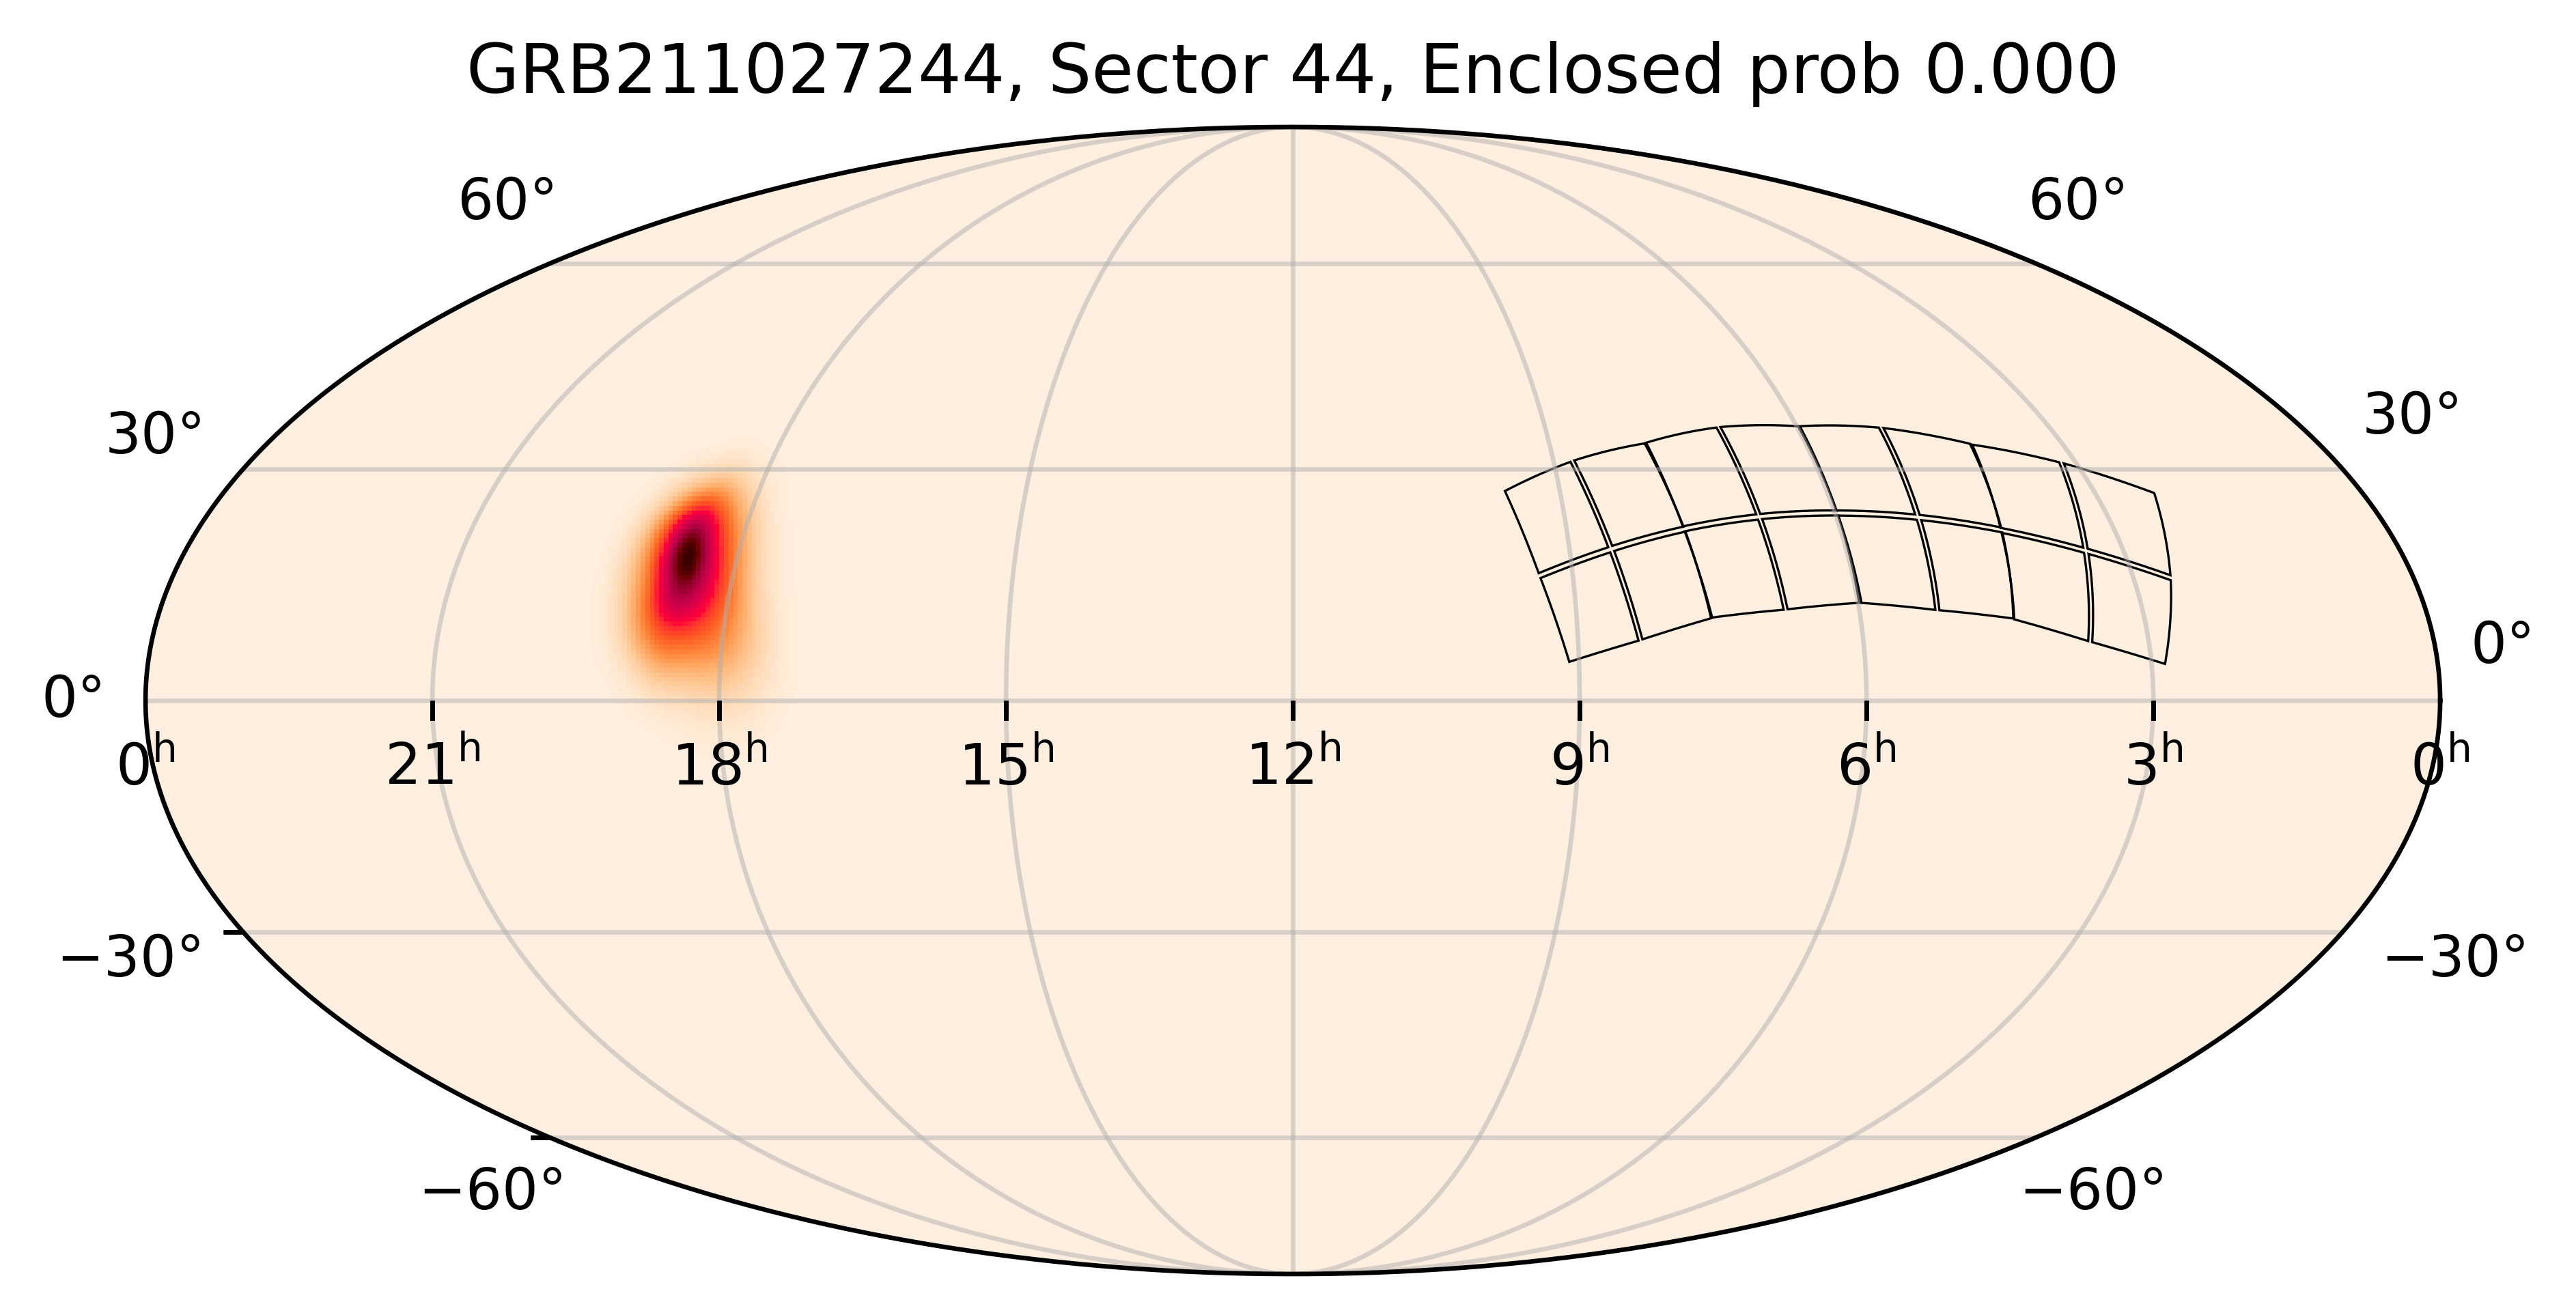 GRB211027244, Sector 44, Enclosed prob 0.000
60° 60°
30° 30°
0° 0°
0h 21h 18h 15h 12h 9h 6h 3h 0h
−30° −30°
−60° −60°